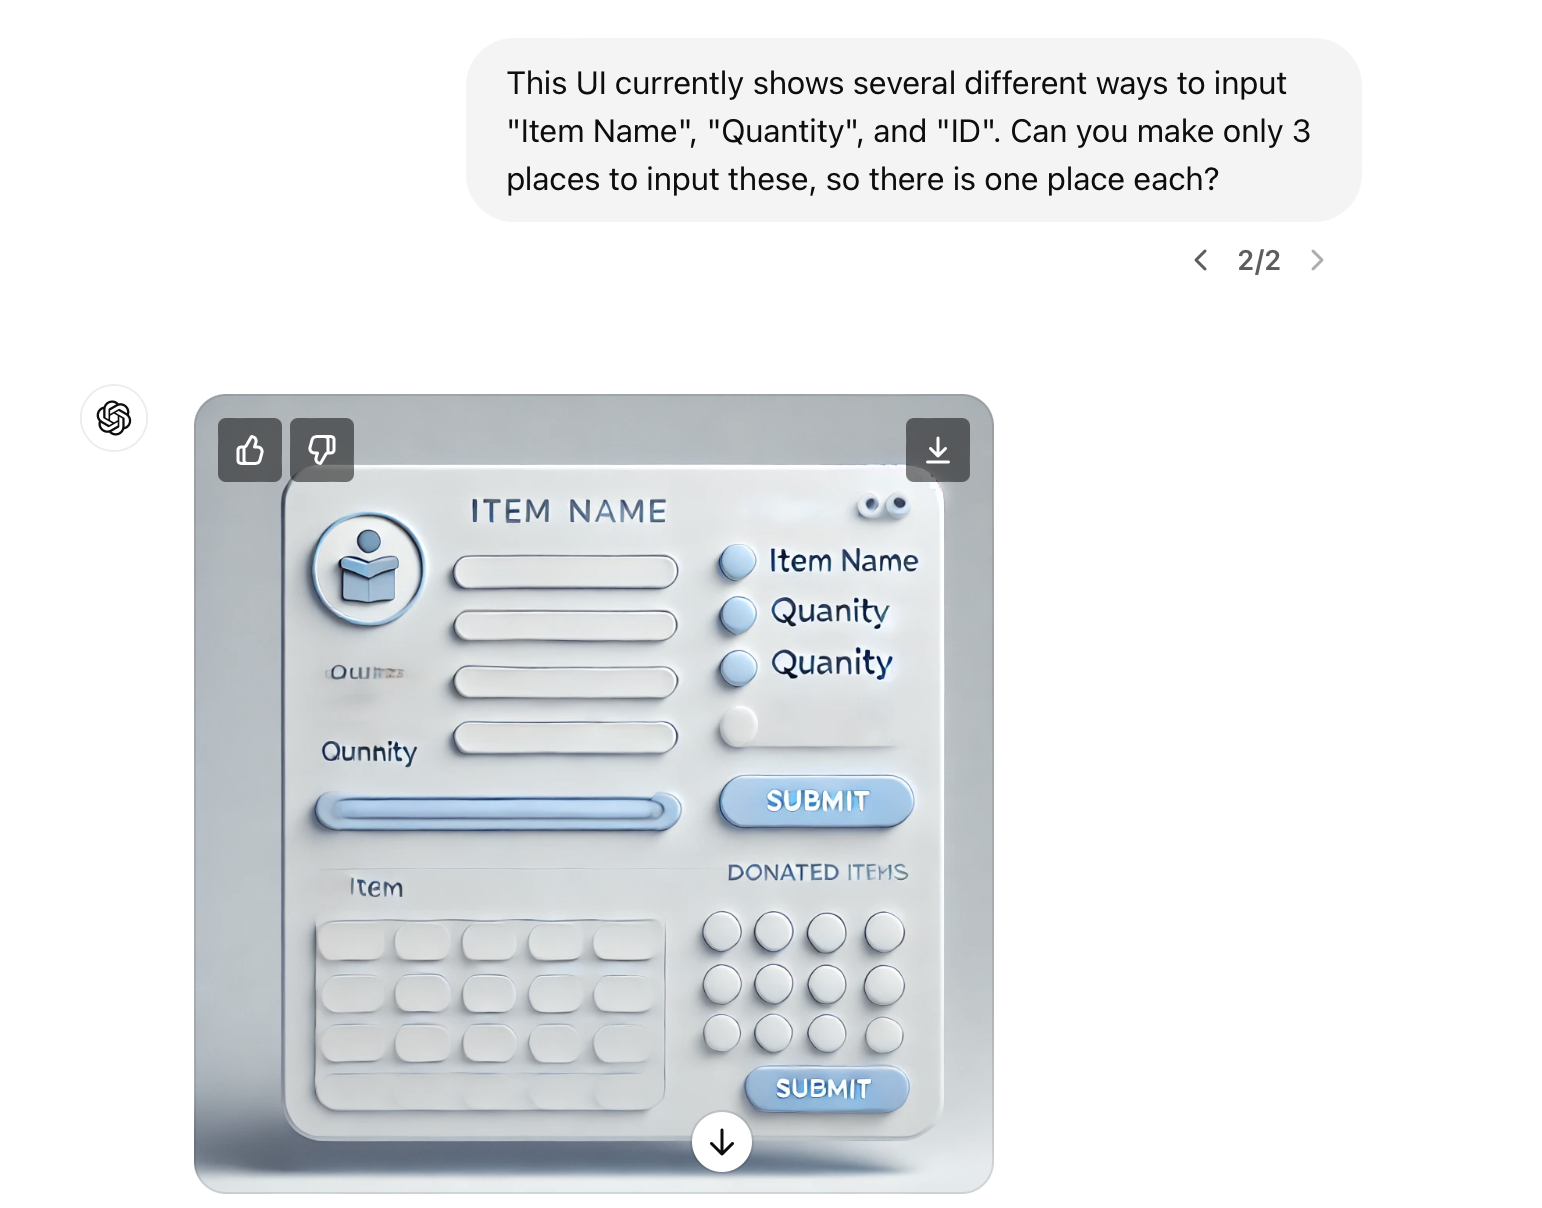 This UI currently shows several different ways to input
"Item Name", "Quantity", and "ID". Can you make only 3
places to input these, so there is one place each?
2/2
ITEM NAME
Item Name
Quanity
Quanity
Qunnity
SUBMIT
DONATED ITEMS
Item
SUBMIT